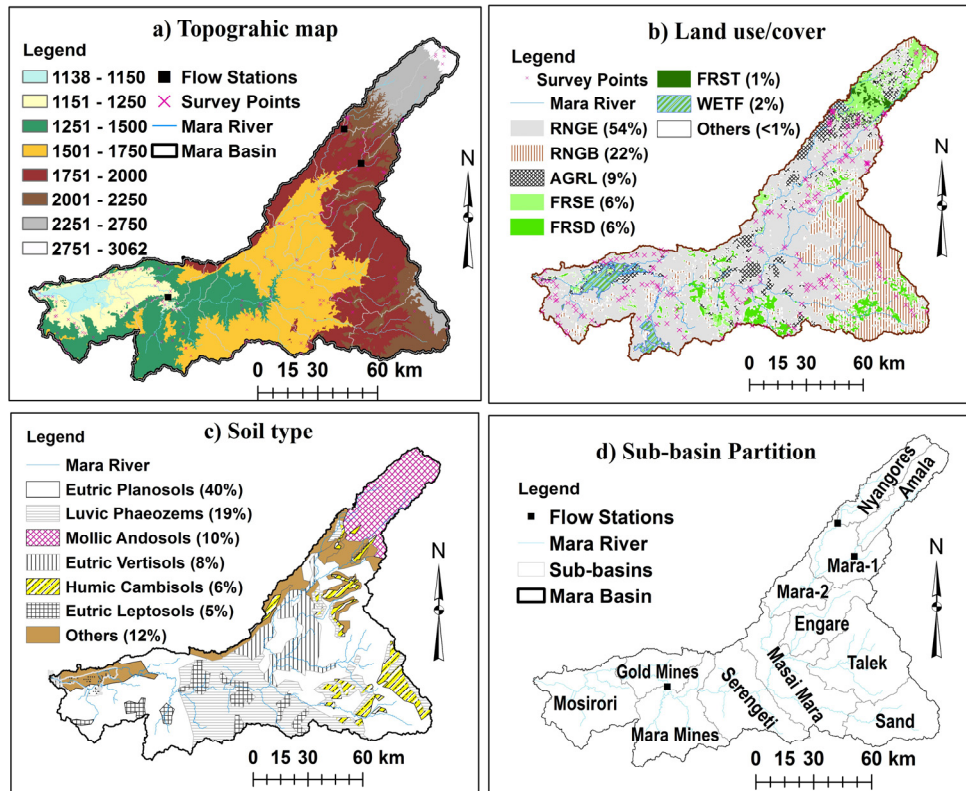 a) Topograhic map
Legend
1138 - 1150
1151 - 1250
1251 - 1500
1501 - 1750
1751 - 2000
2001 - 2250
2251 - 2750
2751 - 3062
Flow Stations
Survey Points
Mara River
Mara Basin
N
0 15 30 60 km
b) Land use/cover
Legend
Survey Points
Mara River
RNGE (54%)
RNGB (22%)
AGRL (9%)
FRSE (6%)
FRSD (6%)
FRST (1%)
WETF (2%)
Others (<1%)
N
0 15 30 60 km
c) Soil type
Legend
Mara River
Eutric Planosols (40%)
Luvic Phaeozems (19%)
Mollic Andosols (10%)
Eutric Vertisols (8%)
Humic Cambisols (6%)
Eutric Leptosols (5%)
Others (12%)
N
0 15 30 60 km
d) Sub-basin Partition
Legend
Flow Stations
Mara River
Sub-basins
Mara Basin
Nyangores
Amala
Mara-1
Mara-2
Engare
Talek
Masai Mara
Sand
Serengeti
Gold Mines
Mosirori
Mara Mines
N
0 15 30 60 km